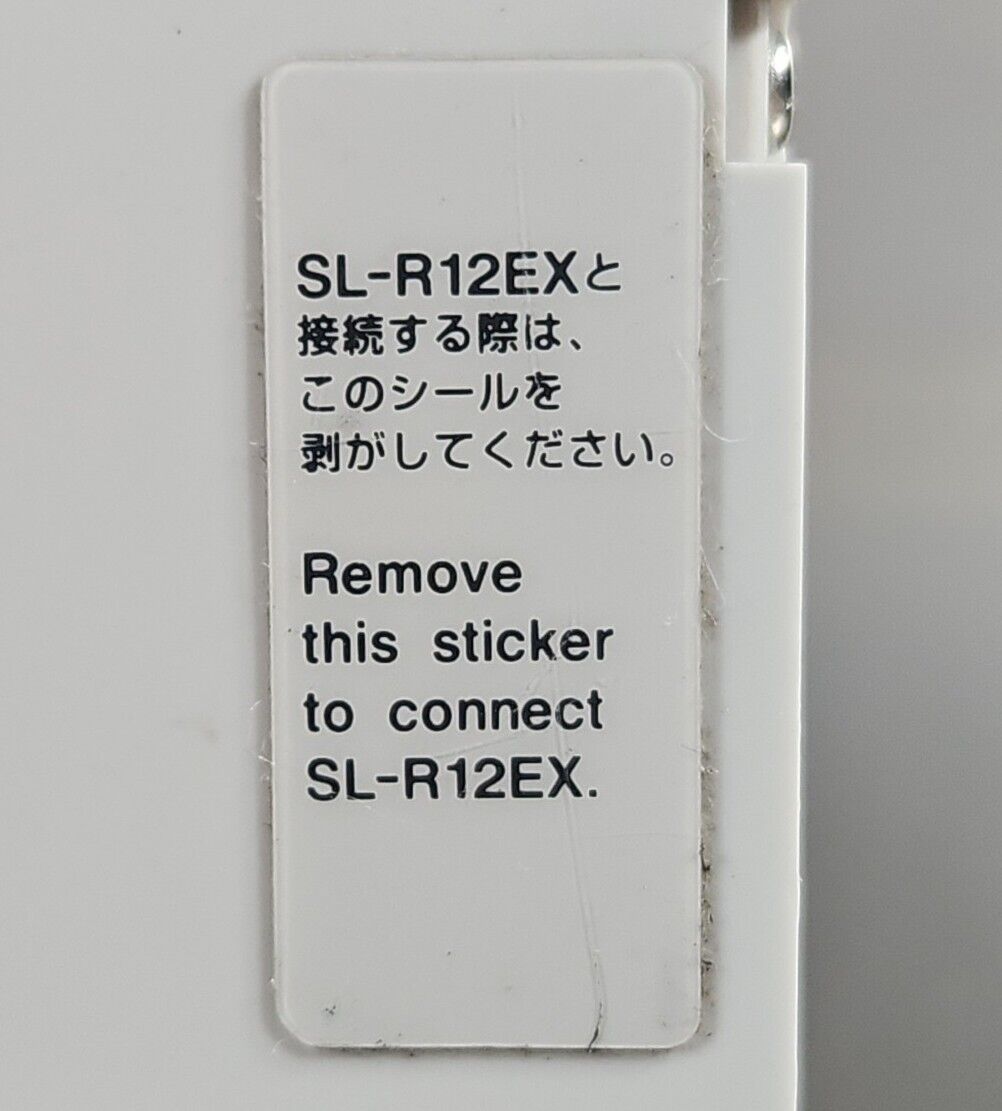 SL-R12EXと
接続する際は、
このシールを
剥がしてください。
Remove
this sticker
to connect
SL-R12EX.